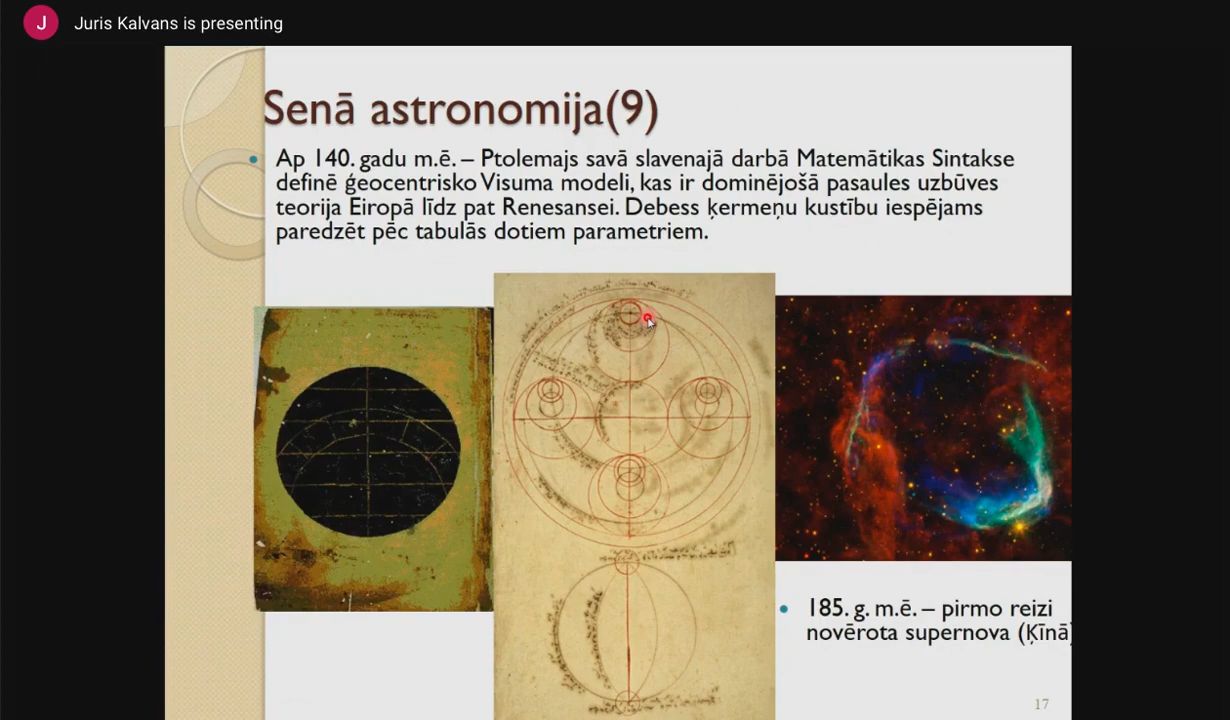 J
Juris Kalvans is presenting
Senā astronomija(9)
Ap 140. gadu m.ē. – Ptolemajs savā slavenajā darbā Matemātikas Sintakse
definē ģeocentrisko Visuma modeli, kas ir dominējošā pasaules uzbūves
teorija Eiropā līdz pat Renesansei. Debess ķermeņu kustību iespējams
paredzēt pēc tabulās dotiem parametriem.
185. g. m.ē. – pirmo reizi
novērota supernova (Ķīnā)
17